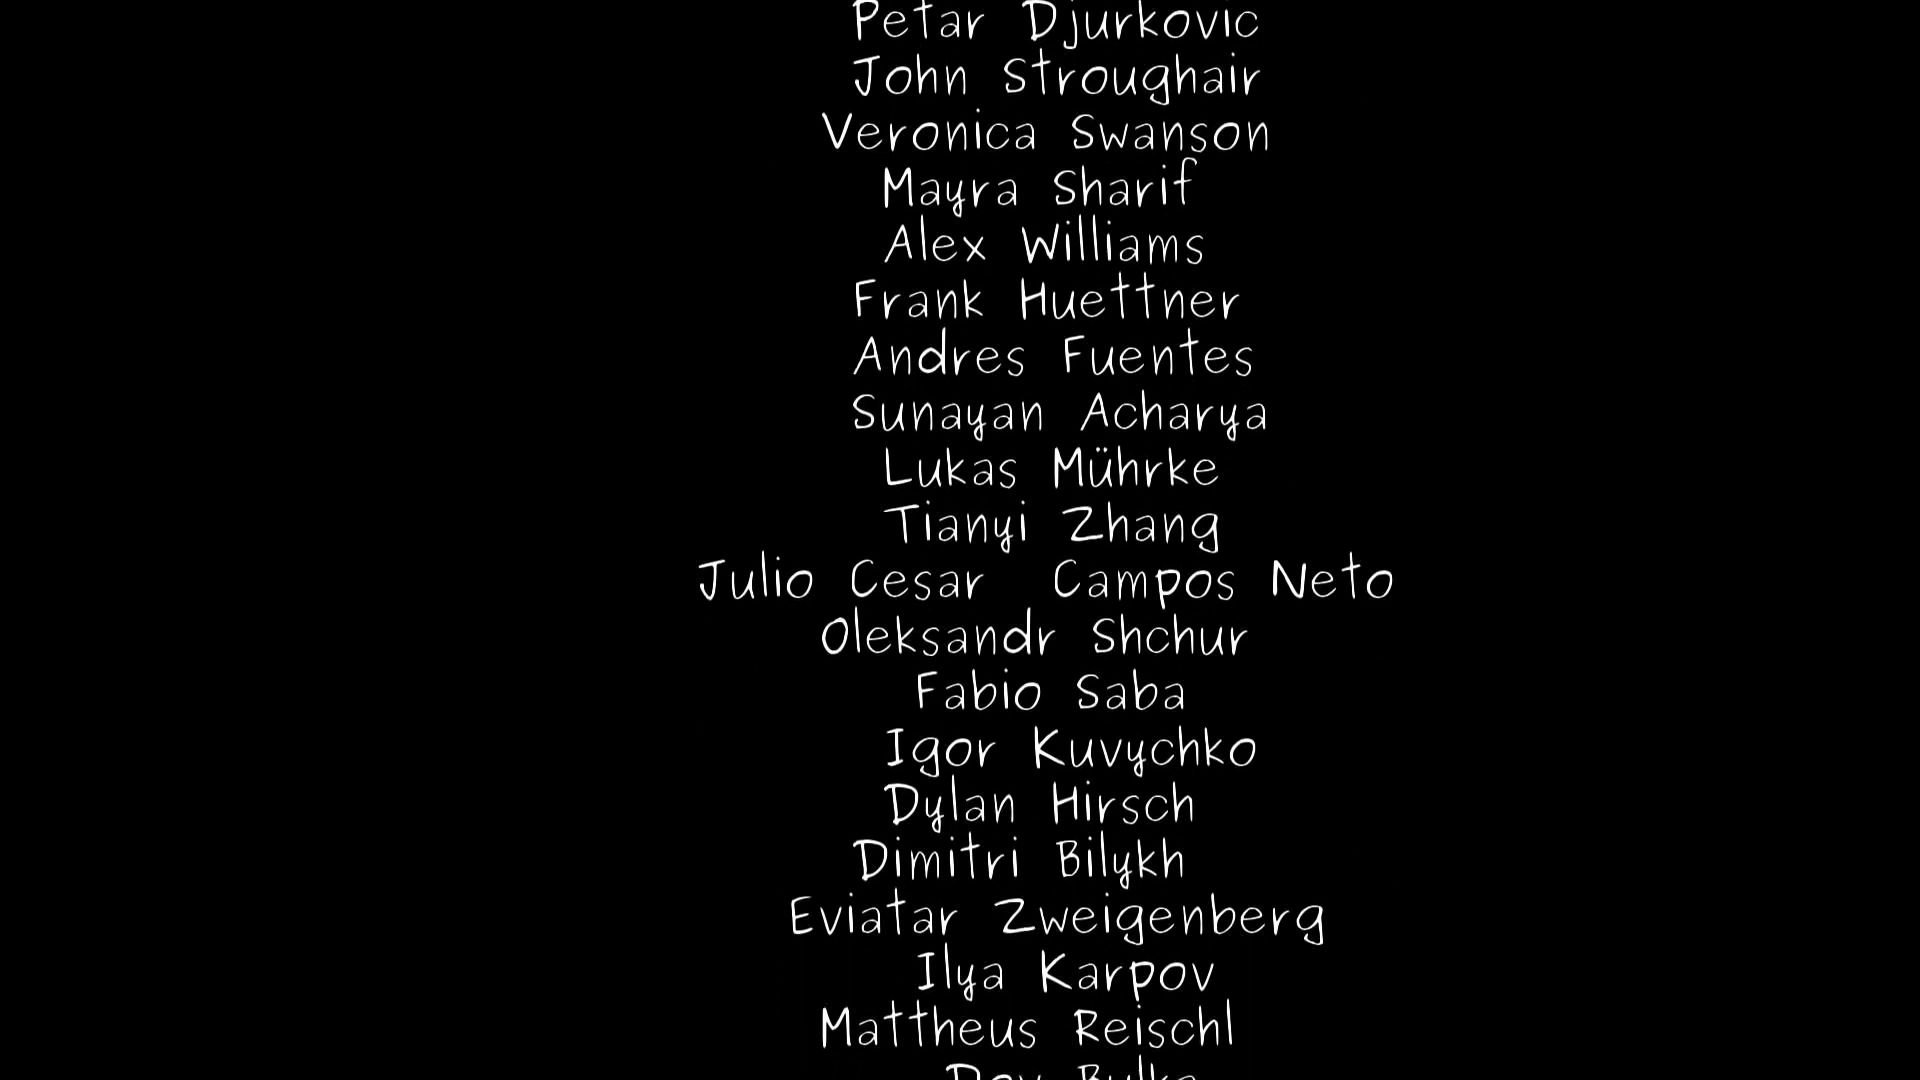 Petar Djurkovic
John Stroughair
Veronica Swanson
Mayra Sharif
Alex Williams
Frank Huettner
Andres Fuentes
Sunayan Acharya
Lukas Mührke
Tianyi Zhang
Julio Cesar  Campos Neto
Oleksandr Shchur
Fabio Saba
Igor Kuvychko
Dylan Hirsch
Dimitri Bilykh
Eviatar Zweigenberg
Ilya Karpov
Mattheus Reischl